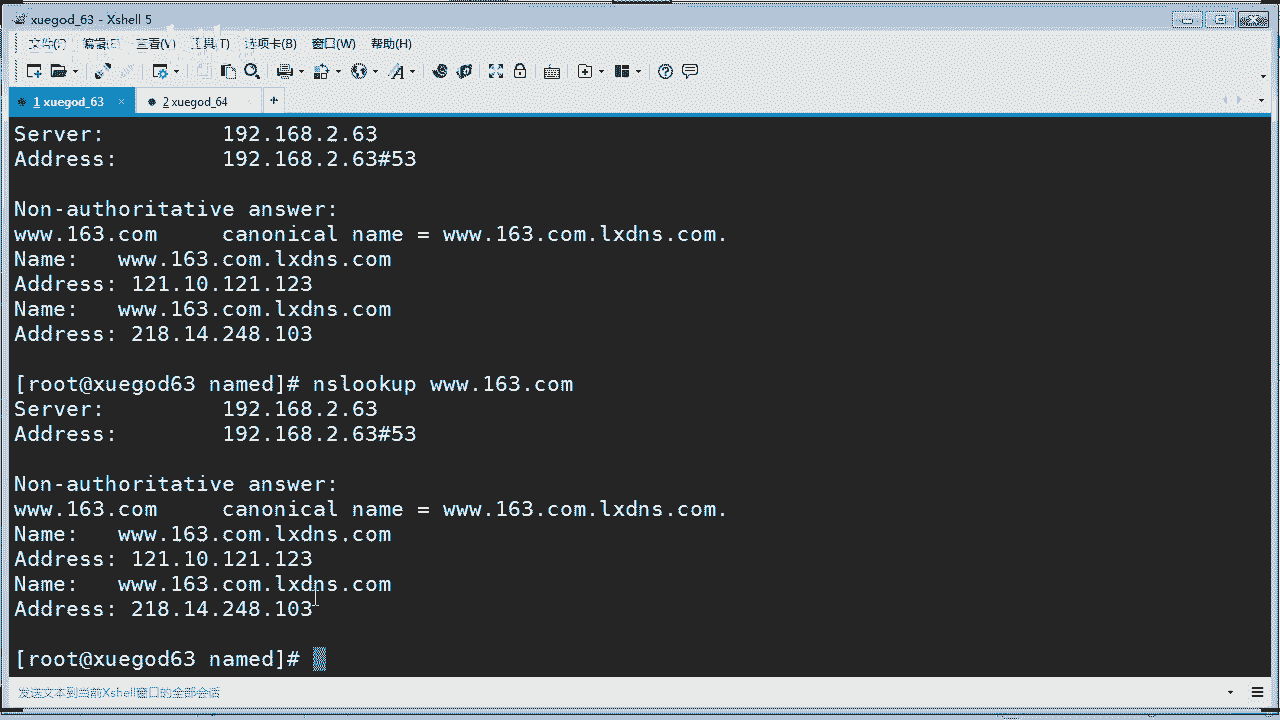 xuegod_63 - Xshell 5
查看(V) 工具(T) 选项卡(B) 窗口(W) 帮助(H)
1 xuegod_63 × 2 xuegod_64 +
Server: 192.168.2.63
Address: 192.168.2.63#53
Non-authoritative answer:
www.163.com canonical name = www.163.com.lxdns.com.
Name: www.163.com.lxdns.com
Address: 121.10.121.123
Name: www.163.com.lxdns.com
Address: 218.14.248.103
[root@xuegod63 named]# nslookup www.163.com
Server: 192.168.2.63
Address: 192.168.2.63#53
Non-authoritative answer:
www.163.com canonical name = www.163.com.lxdns.com.
Name: www.163.com.lxdns.com
Address: 121.10.121.123
Name: www.163.com.lxdns.com
Address: 218.14.248.103
[root@xuegod63 named]#
发送文本到当前Xshell窗口的全部会话